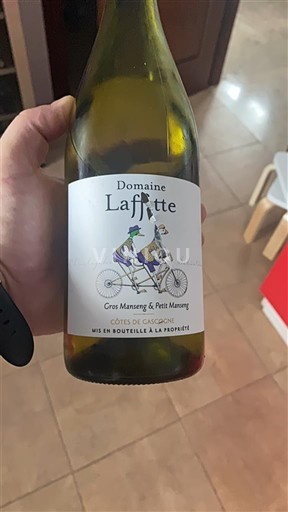 Domaine
Laffitte
Gros Manseng & Petit Manseng
CÔTES DE GASCOGNE
MIS EN BOUTEILLE À LA PROPRIÉTÉ